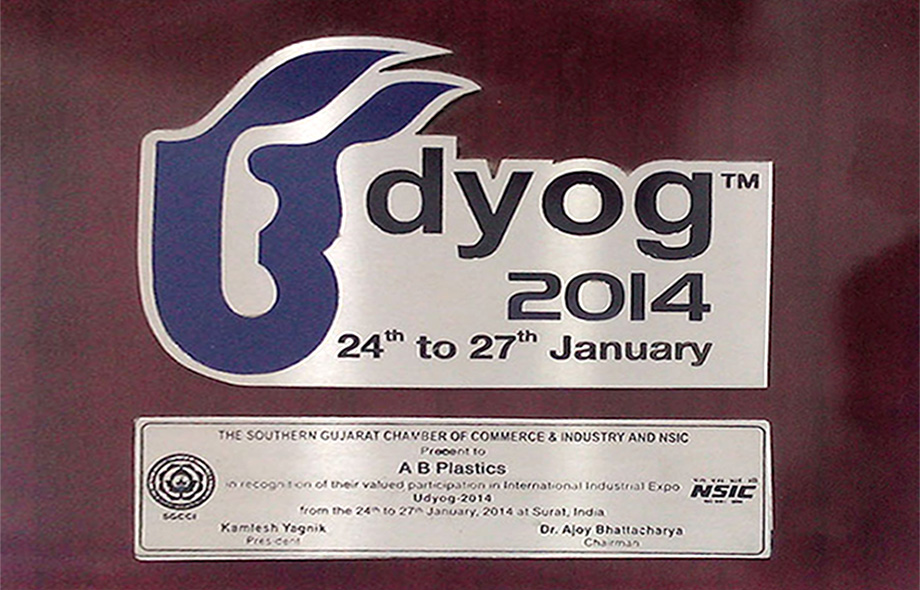 Udyog™
2014
24th to 27th January
THE SOUTHERN GUJARAT CHAMBER OF COMMERCE & INDUSTRY AND NSIC
Present to
A B Plastics
in recognition of their valued participation in International Industrial Expo
Udyog-2014
from the 24th to 27th January, 2014 at Surat, India
SGCCI
NSIC
Kamlesh Yagnik
President
Dr. Ajoy Bhattacharya
Chairman